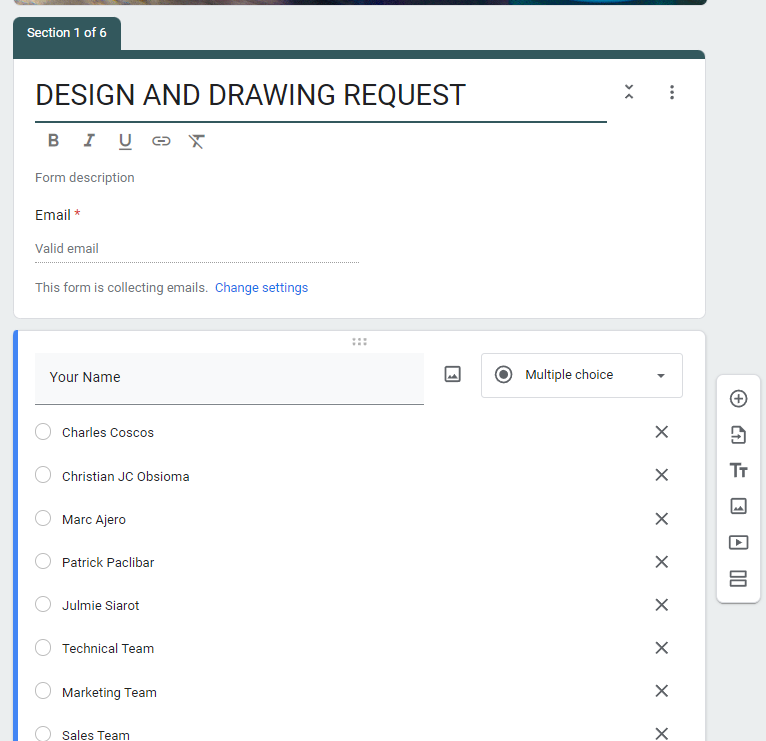 Section 1 of 6
DESIGN AND DRAWING REQUEST
B I U
Form description
Email *
Valid email
This form is collecting emails. Change settings
Your Name
Multiple choice
Charles Coscos
Christian JC Obsioma
Marc Ajero
Patrick Paclibar
Julmie Siarot
Technical Team
Marketing Team
Sales Team